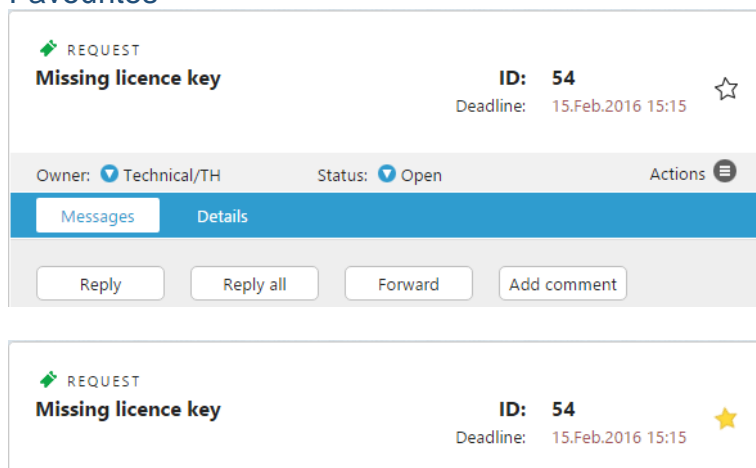 Favourites
REQUEST
Missing licence key ID: 54
Deadline: 15.Feb.2016 15:15
Owner: Technical/TH Status: Open Actions
Messages Details
Reply Reply all Forward Add comment
REQUEST
Missing licence key ID: 54
Deadline: 15.Feb.2016 15:15